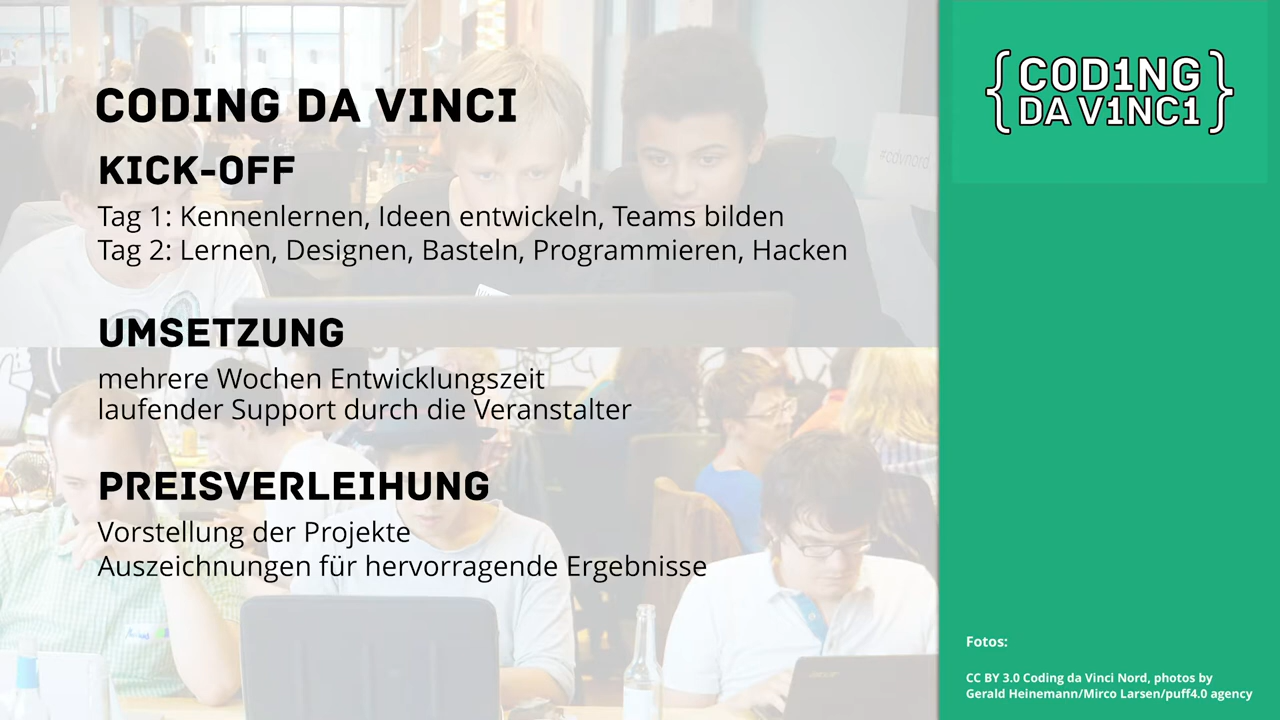 CODING DA VINCI
KICK-OFF
Tag 1: Kennenlernen, Ideen entwickeln, Teams bilden
Tag 2: Lernen, Designen, Basteln, Programmieren, Hacken
UMSETZUNG
mehrere Wochen Entwicklungszeit
laufender Support durch die Veranstalter
PREISVERLEIHUNG
Vorstellung der Projekte
Auszeichnungen für hervorragende Ergebnisse
{COD1NG
DA V1NC1}
#cdvnord
Fotos:
CC BY 3.0 Coding da Vinci Nord, photos by
Gerald Heinemann/Mirco Larsen/puff4.0 agency